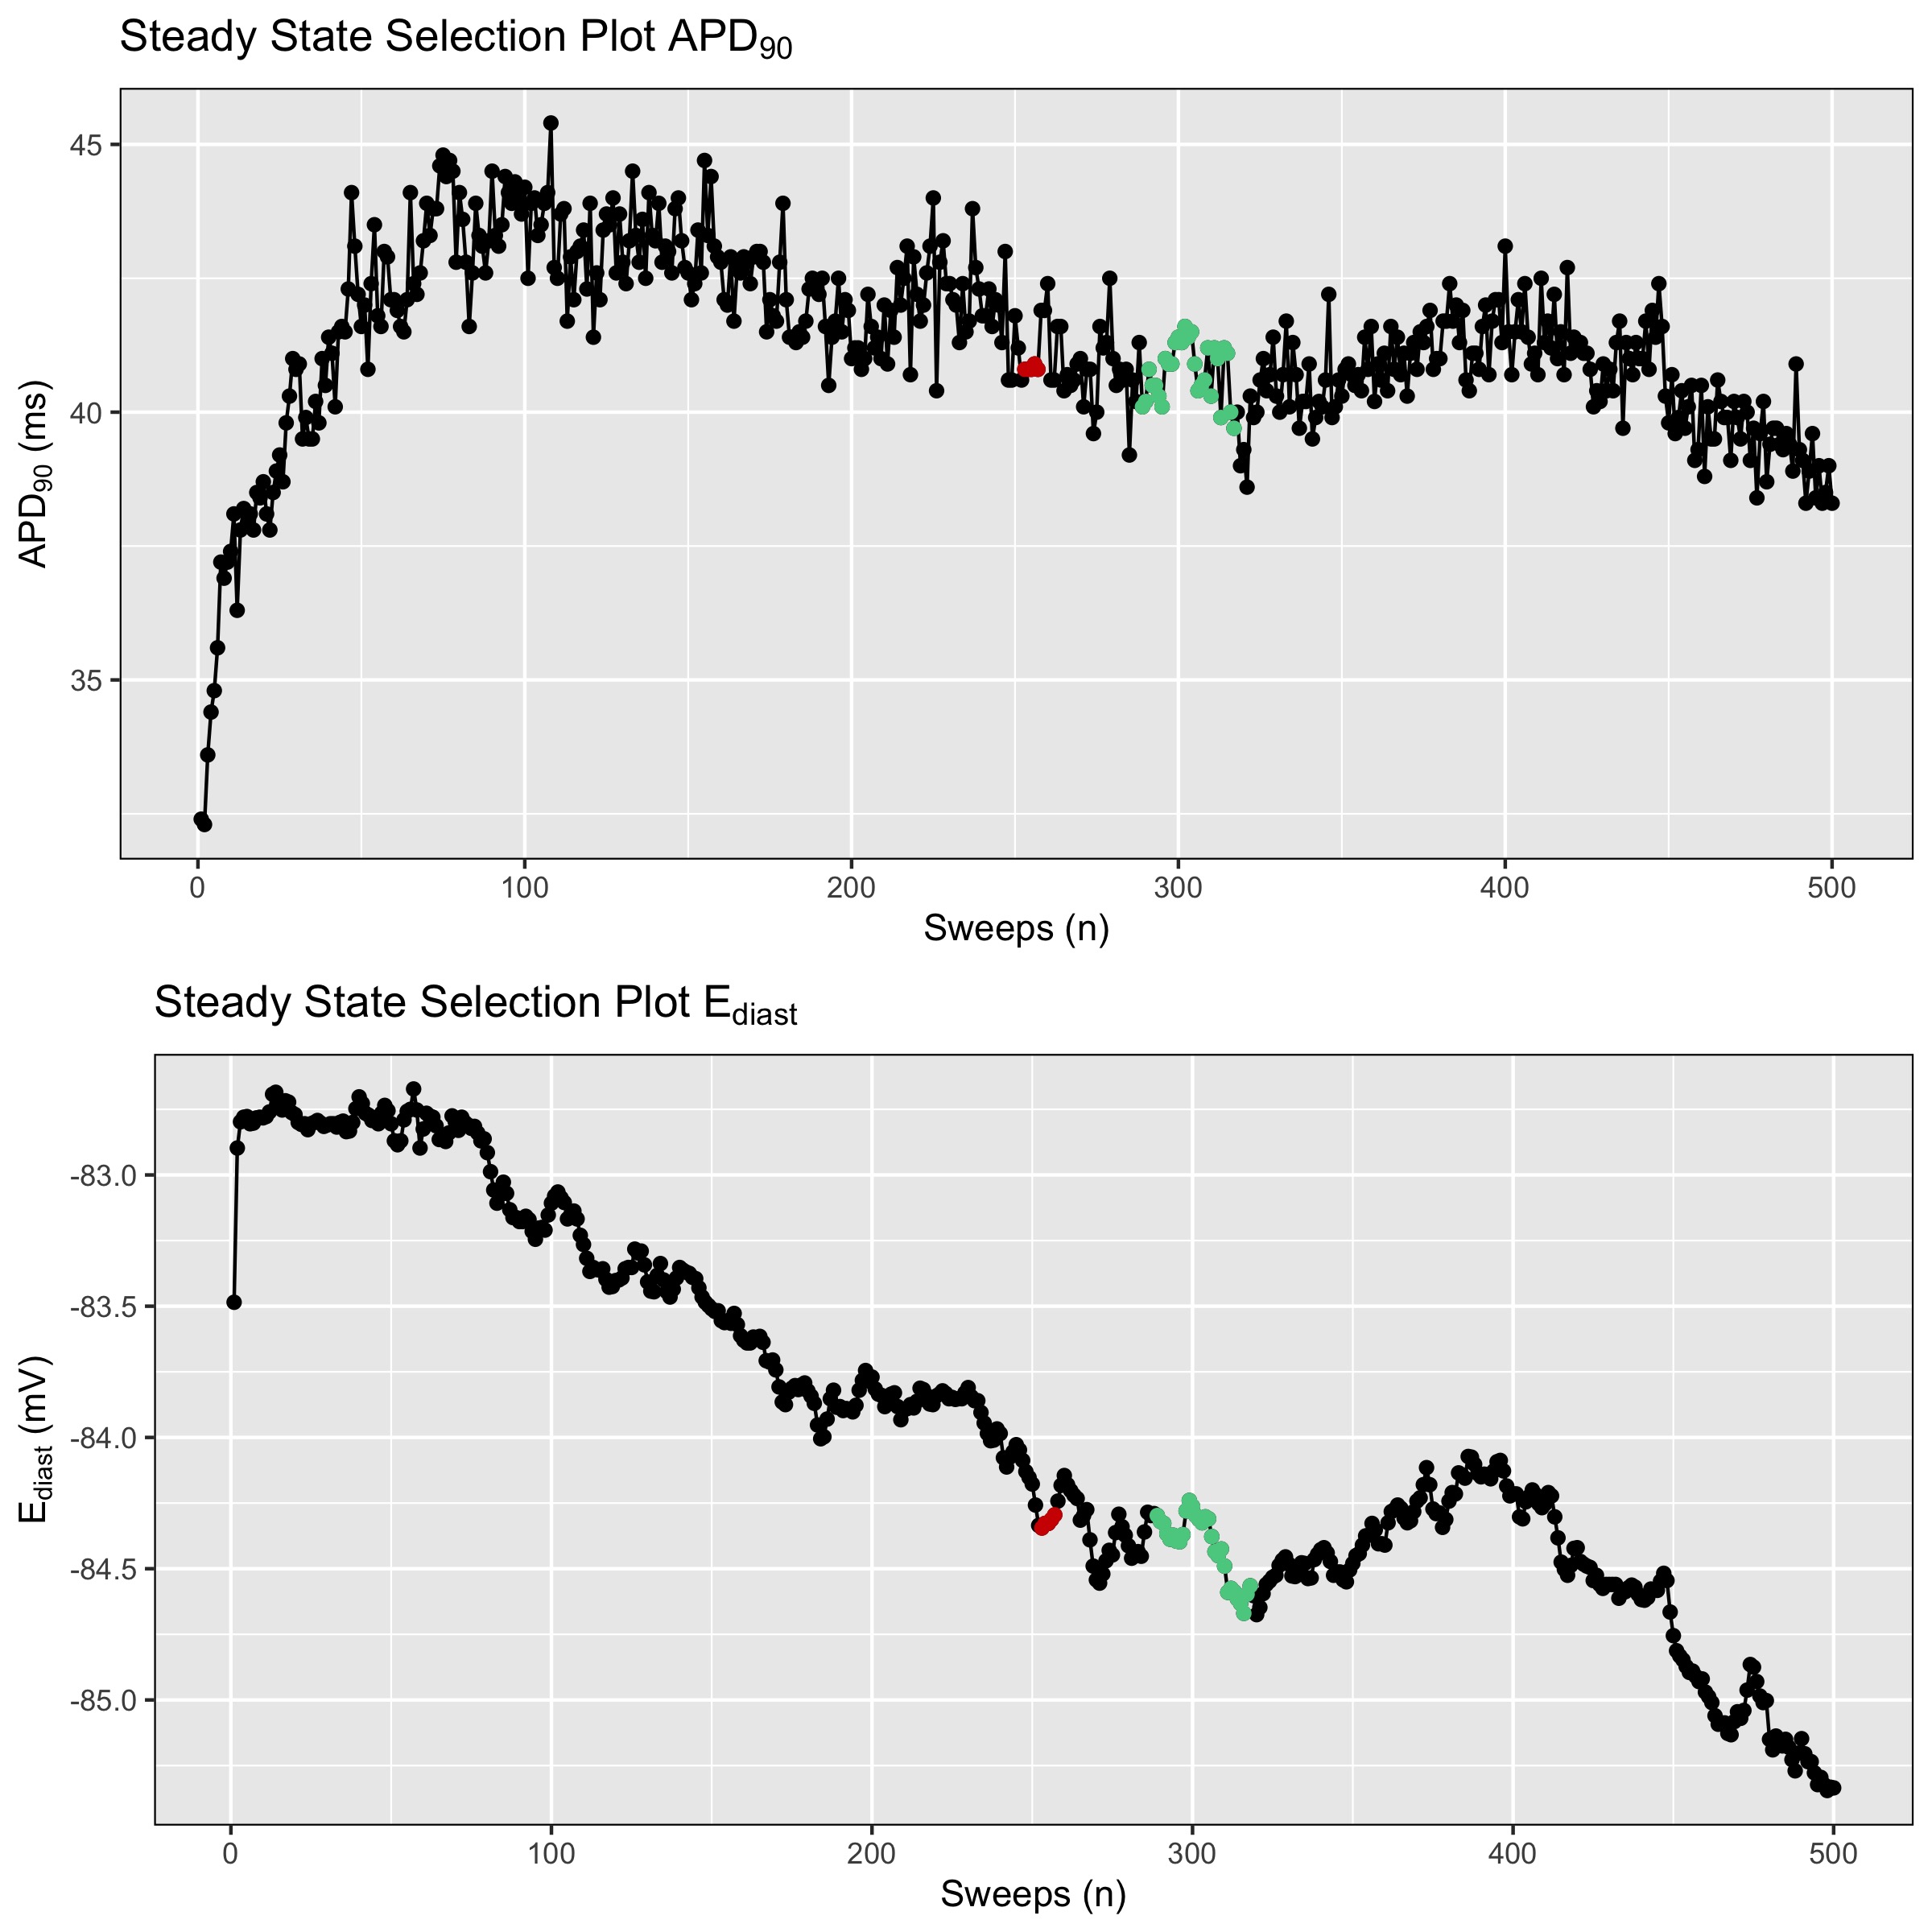 Steady State Selection Plot APD90
45
40
35
APD90 (ms)
0 100 200 300 400 500
Sweeps (n)
Steady State Selection Plot Ediast
-83.0
-83.5
-84.0
-84.5
-85.0
Ediast (mV)
0 100 200 300 400 500
Sweeps (n)